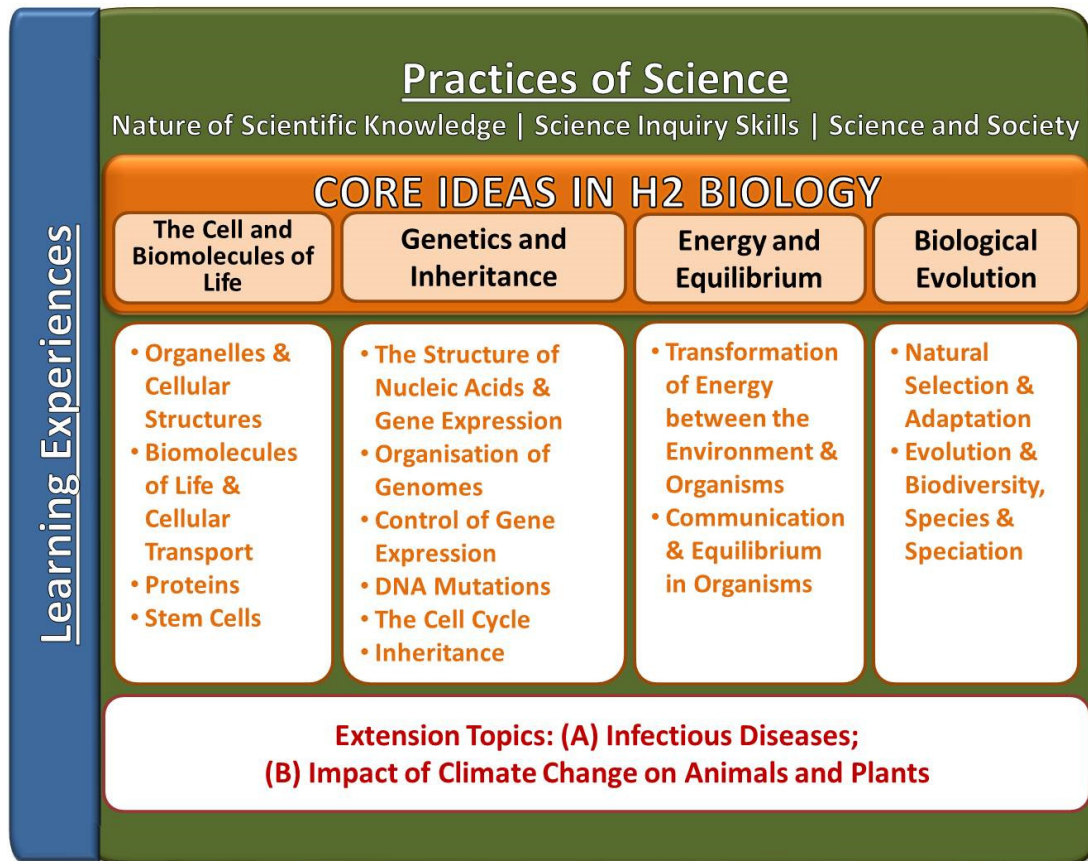 Learning Experiences
Practices of Science
Nature of Scientific Knowledge | Science Inquiry Skills | Science and Society
CORE IDEAS IN H2 BIOLOGY
The Cell and
Biomolecules of
Life
• Organelles &
Cellular
Structures
• Biomolecules
of Life &
Cellular
Transport
• Proteins
• Stem Cells
Genetics and
Inheritance
• The Structure of
Nucleic Acids &
Gene Expression
• Organisation of
Genomes
• Control of Gene
Expression
• DNA Mutations
• The Cell Cycle
• Inheritance
Energy and
Equilibrium
• Transformation
of Energy
between the
Environment &
Organisms
• Communication
& Equilibrium
in Organisms
Biological
Evolution
• Natural
Selection &
Adaptation
• Evolution &
Biodiversity,
Species &
Speciation
Extension Topics: (A) Infectious Diseases;
(B) Impact of Climate Change on Animals and Plants